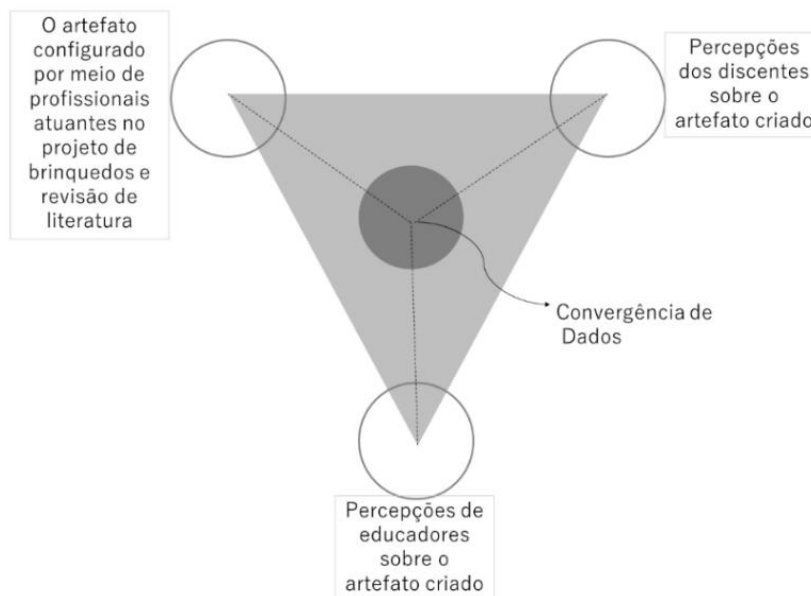 O artefato
configurado
por meio de
profissionais
atuantes no
projeto de
brinquedos e
revisão de
literatura
Percepções
dos discentes
sobre o
artefato criado
Convergência de
Dados
Percepções de
educadores
sobre o
artefato criado